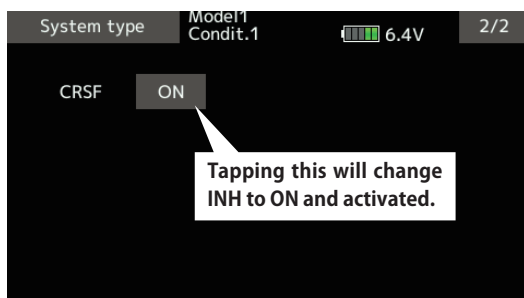 System type
Model1
Condit.1
6.4V
2/2
CRSF
ON
Tapping this will change
INH to ON and activated.